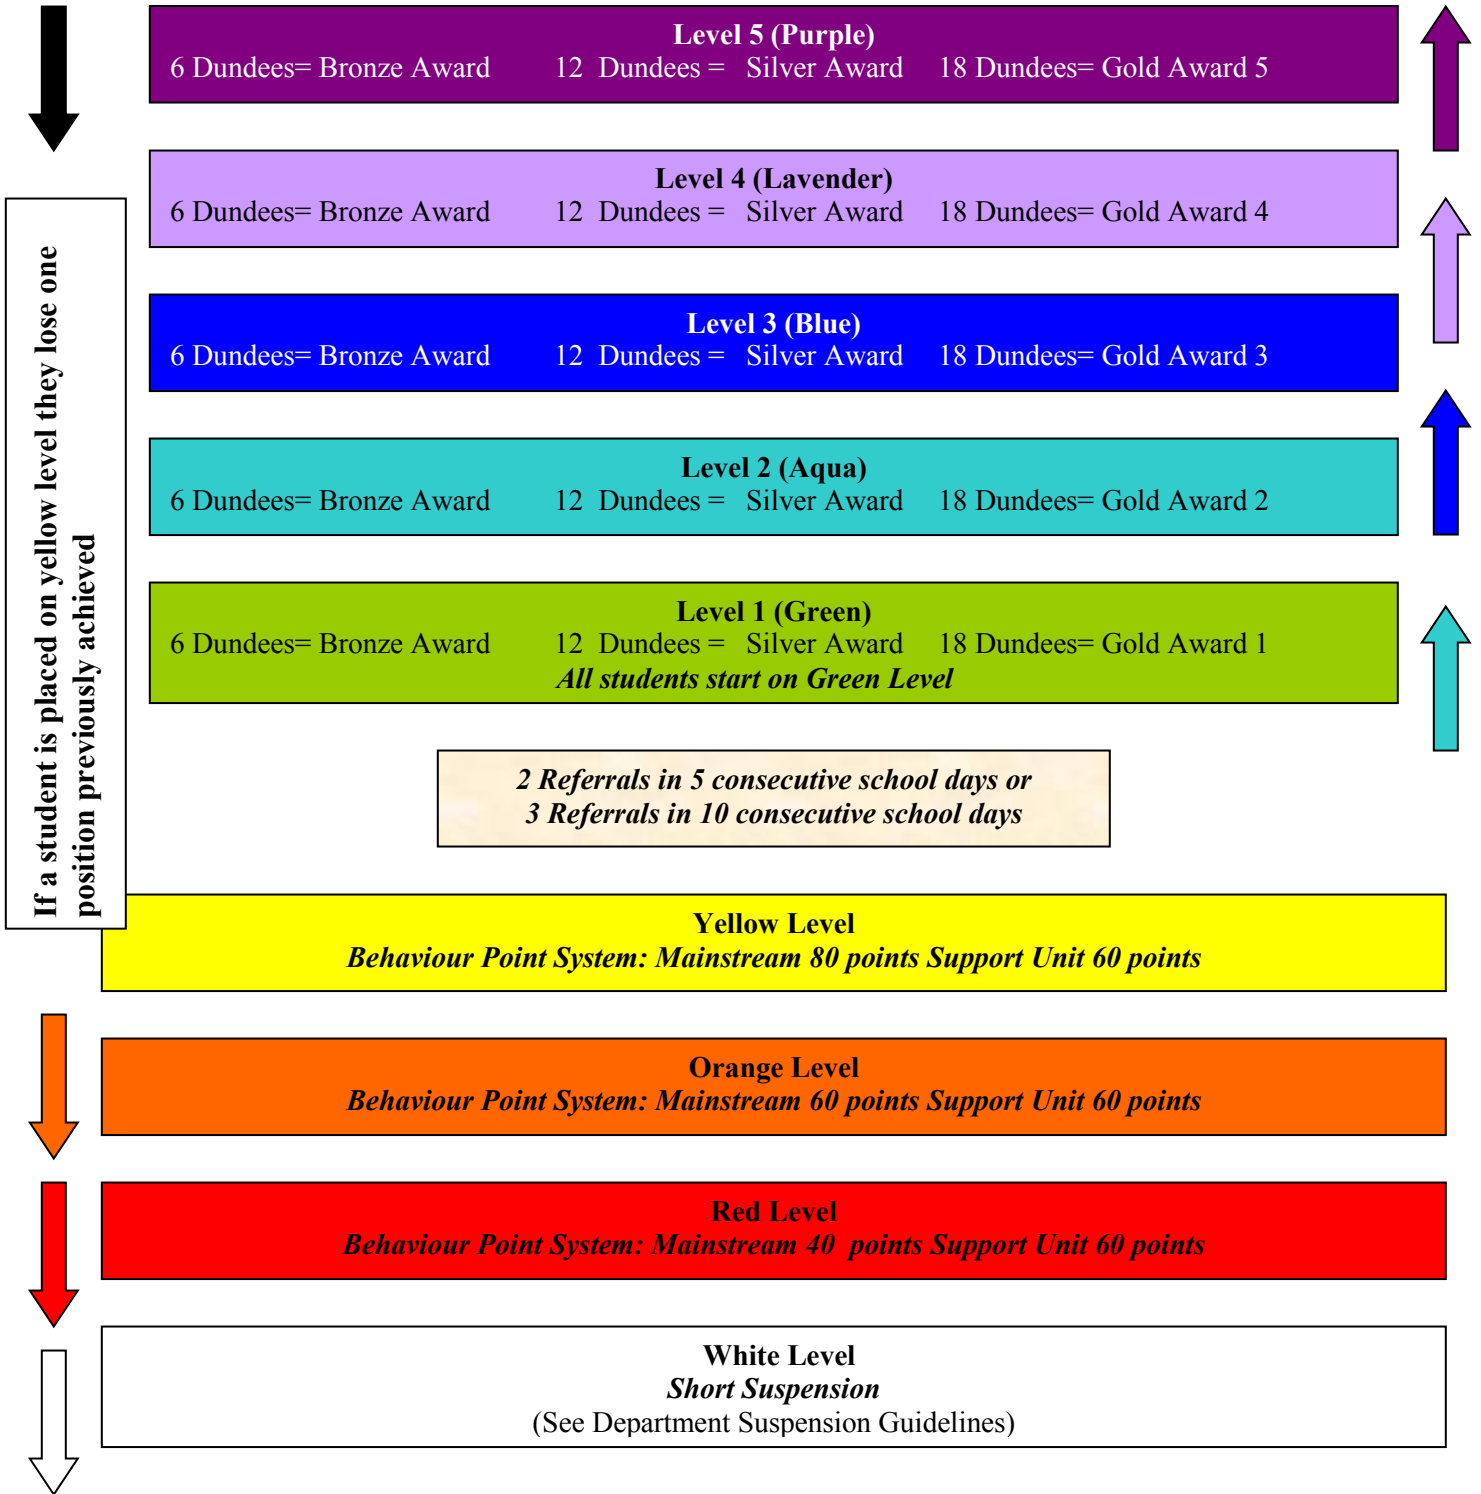 Level 5 (Purple)
6 Dundees= Bronze Award 12 Dundees = Silver Award 18 Dundees= Gold Award 5
Level 4 (Lavender)
6 Dundees= Bronze Award 12 Dundees = Silver Award 18 Dundees= Gold Award 4
Level 3 (Blue)
6 Dundees= Bronze Award 12 Dundees = Silver Award 18 Dundees= Gold Award 3
Level 2 (Aqua)
6 Dundees= Bronze Award 12 Dundees = Silver Award 18 Dundees= Gold Award 2
Level 1 (Green)
6 Dundees= Bronze Award 12 Dundees = Silver Award 18 Dundees= Gold Award 1
All students start on Green Level
If a student is placed on yellow level they lose one
position previously achieved
2 Referrals in 5 consecutive school days or
3 Referrals in 10 consecutive school days
Yellow Level
Behaviour Point System: Mainstream 80 points Support Unit 60 points
Orange Level
Behaviour Point System: Mainstream 60 points Support Unit 60 points
Red Level
Behaviour Point System: Mainstream 40 points Support Unit 60 points
White Level
Short Suspension
(See Department Suspension Guidelines)